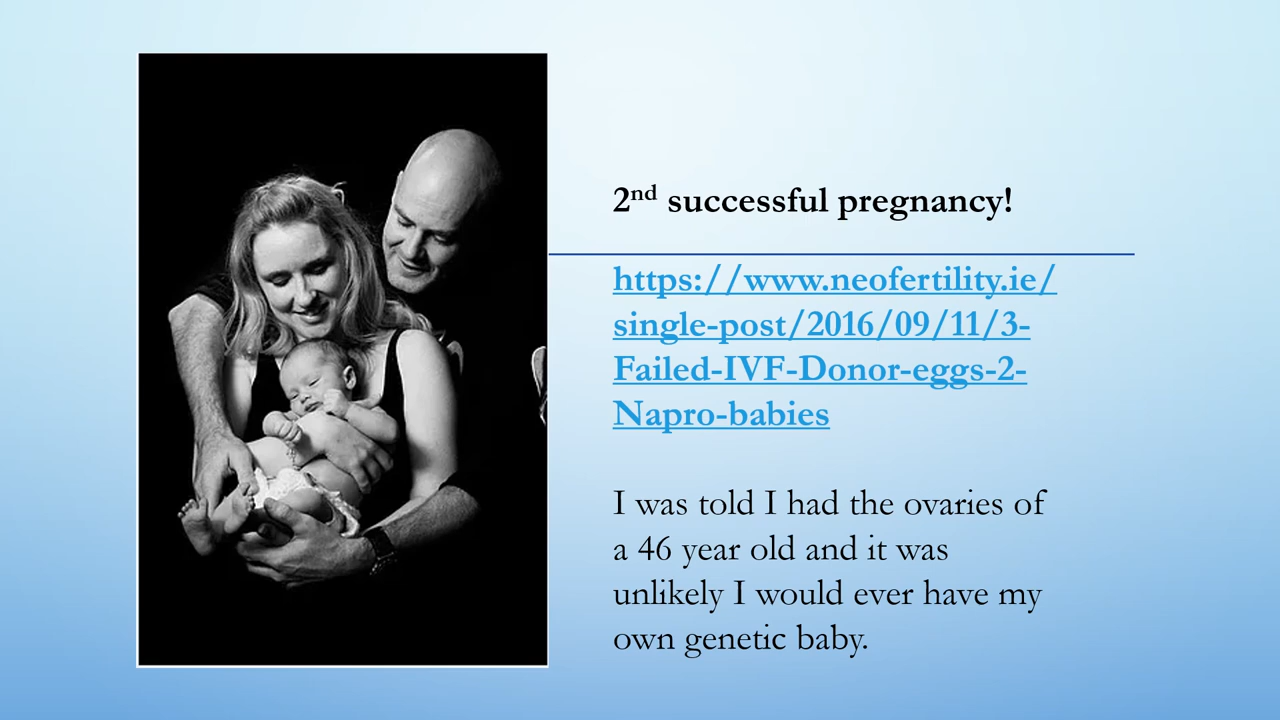 2nd successful pregnancy!
https://www.neofertility.ie/
single-post/2016/09/11/3-
Failed-IVF-Donor-eggs-2-
Napro-babies
I was told I had the ovaries of
a 46 year old and it was
unlikely I would ever have my
own genetic baby.